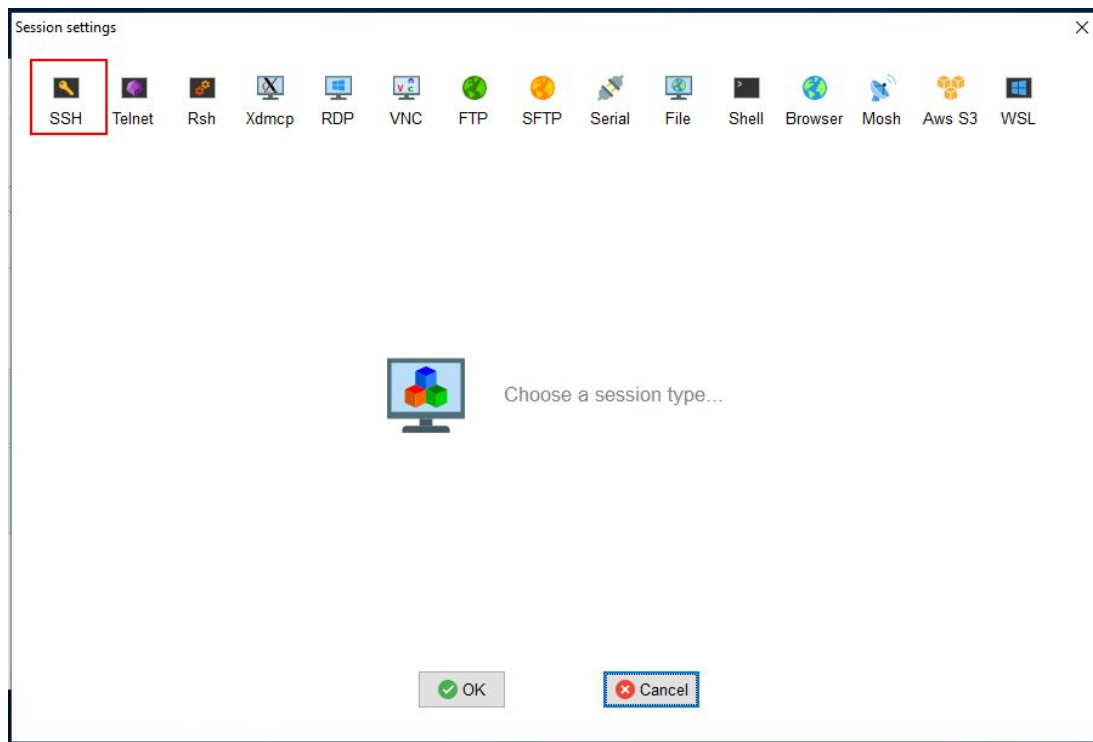 Session settings
SSH Telnet Rsh Xdmcp RDP VNC FTP SFTP Serial File Shell Browser Mosh Aws S3 WSL
Choose a session type...
OK Cancel